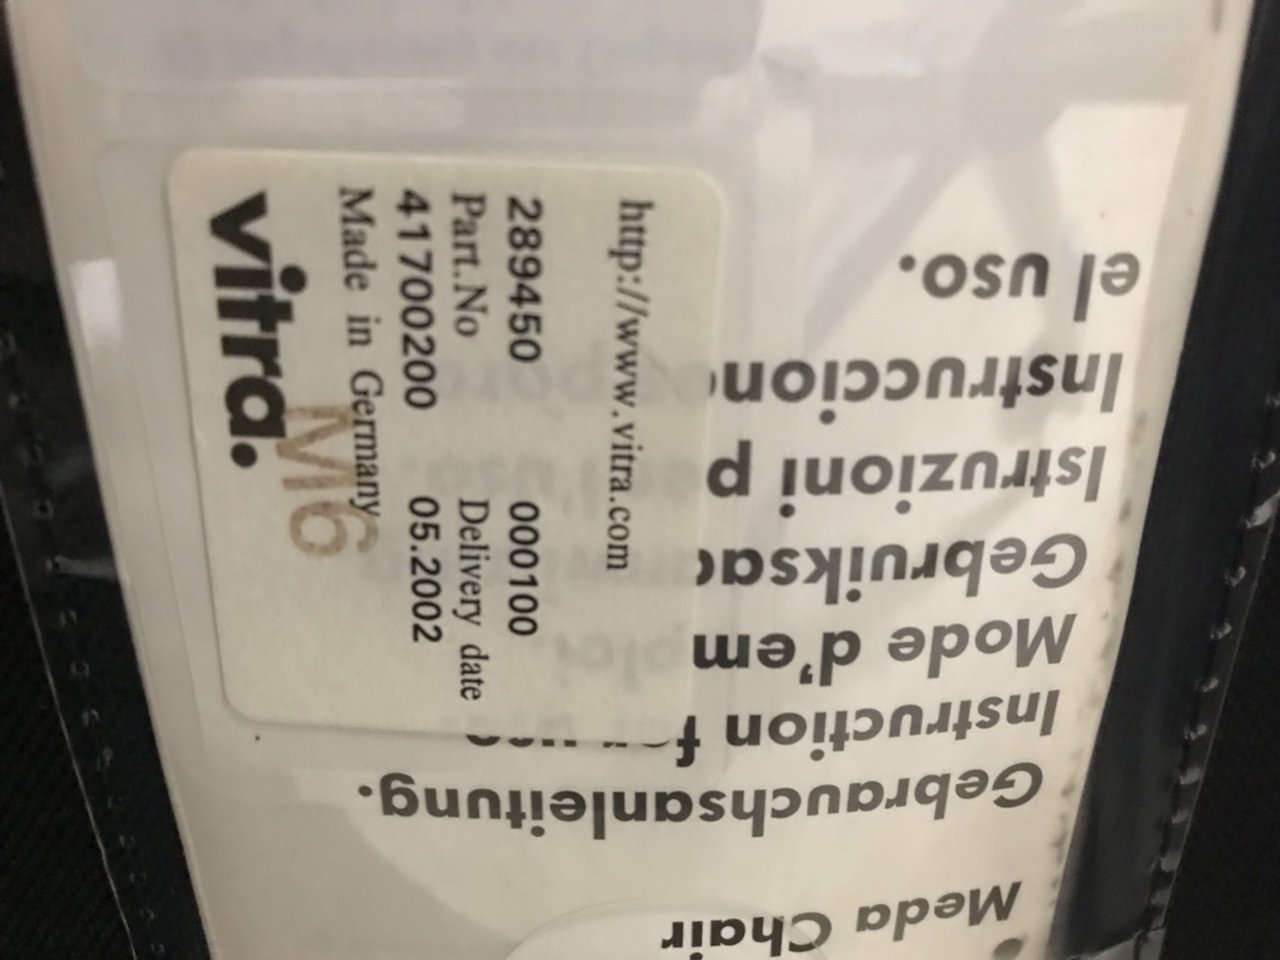 http://www.vitra.com
289450 000100
Part.No Delivery date
41700200 05.2002
Made in Germany
M6
vitra.
Meda Chair
Gebrauchsanleitung.
Instruction for use.
Mode d'em
Gebruiksa
Istruzioni p
Instruccion
el uso.